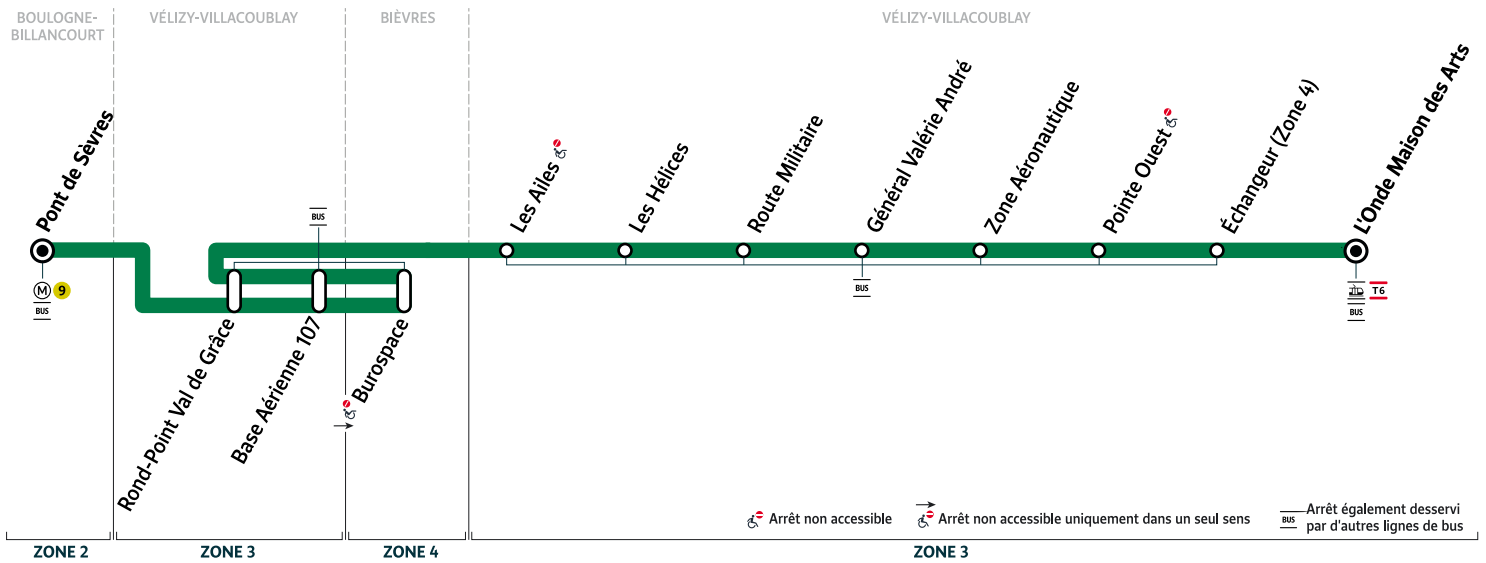 BOULOGNE-
BILLANCOURT
VÉLIZY-VILLACOUBLAY
BIÈVRES
VÉLIZY-VILLACOUBLAY
Pont de Sèvres
M 9
BUS
BUS
Rond-Point Val de Grâce
Base Aérienne 107
Burospace
Les Ailes
Les Hélices
Route Militaire
Général Valérie André
BUS
Zone Aéronautique
Pointe Ouest
Échangeur (Zone 4)
L'Onde Maison des Arts
T6
BUS
Arrêt non accessible
Arrêt non accessible uniquement dans un seul sens
BUS
Arrêt également desservi
par d'autres lignes de bus
ZONE 2
ZONE 3
ZONE 4
ZONE 3